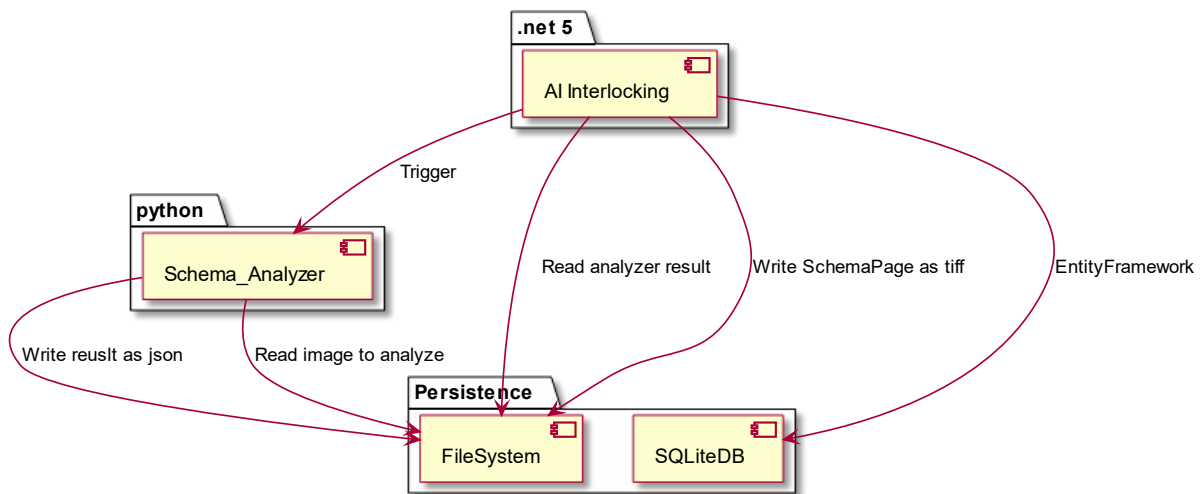 .net 5
AI Interlocking
Trigger
python
Schema_Analyzer
Read analyzer result
Write SchemaPage as tiff
EntityFramework
Write reuslt as json
Read image to analyze
Persistence
FileSystem
SQLiteDB